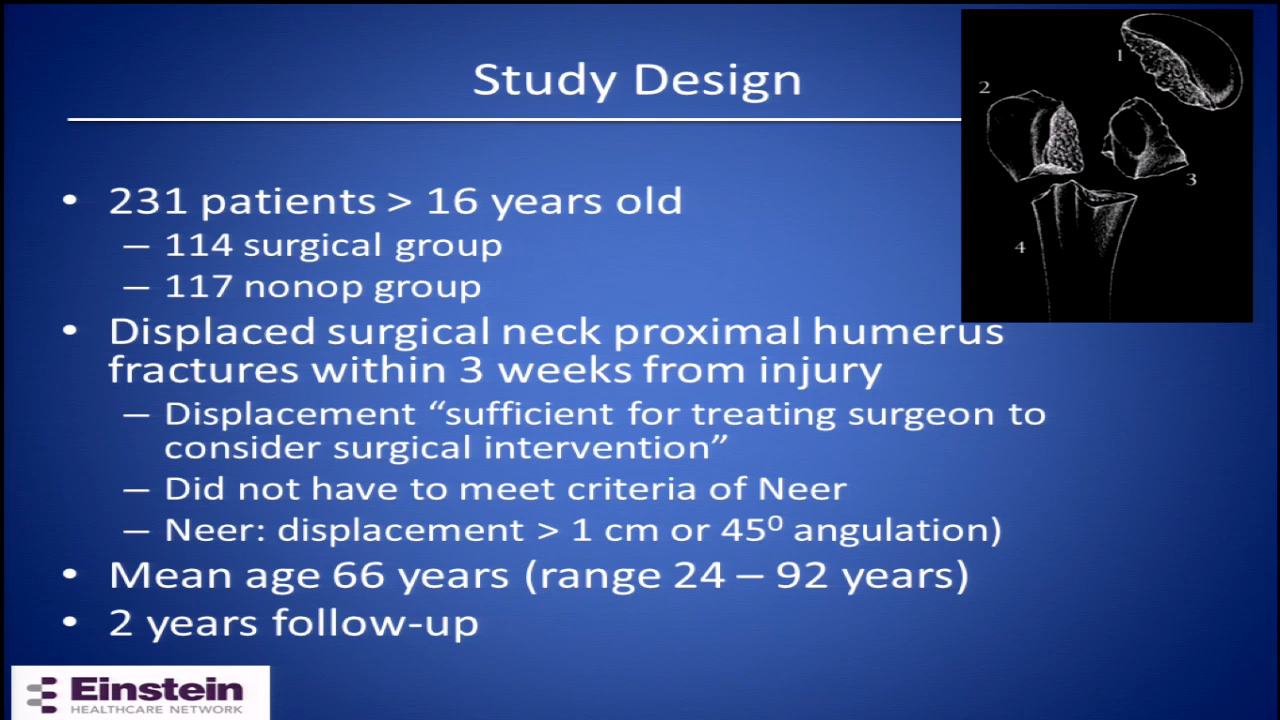 Study Design
• 231 patients > 16 years old
– 114 surgical group
– 117 nonop group
• Displaced surgical neck proximal humerus
fractures within 3 weeks from injury
– Displacement “sufficient for treating surgeon to
consider surgical intervention”
– Did not have to meet criteria of Neer
– Neer: displacement > 1 cm or 45⁰ angulation)
• Mean age 66 years (range 24 – 92 years)
• 2 years follow-up
1
2
3
4
Einstein
HEALTHCARE NETWORK